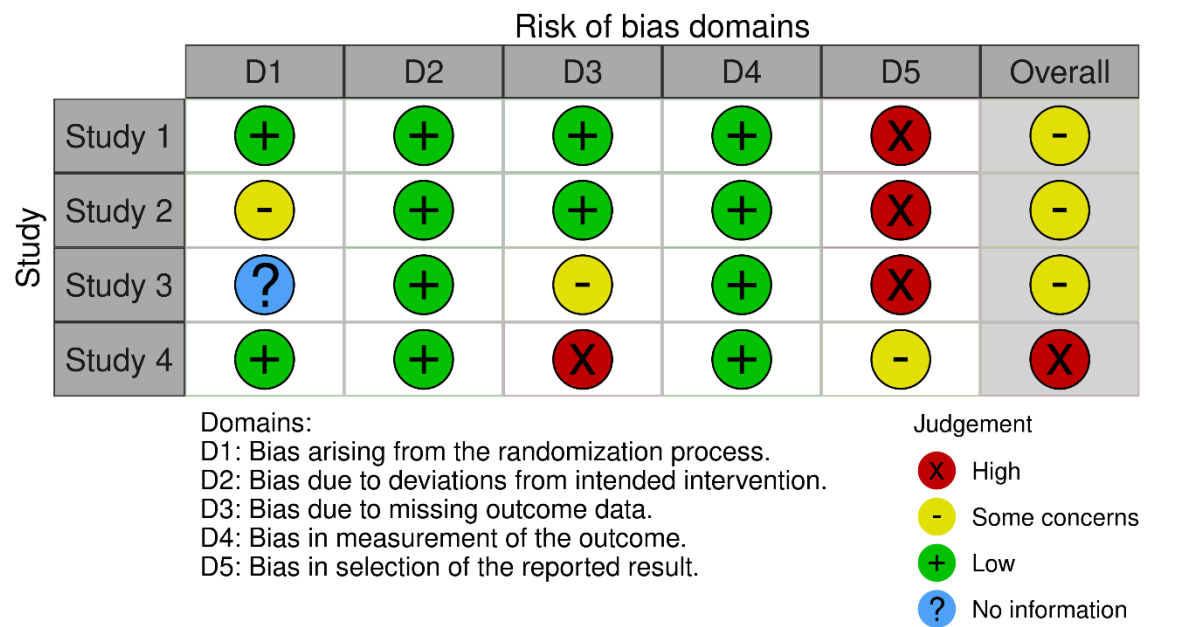 Risk of bias domains
D1 D2 D3 D4 D5 Overall
Study
Study 1 + + + + X -
Study 2 - + + + X -
Study 3 ? + - + X -
Study 4 + + X + - X
Domains:
D1: Bias arising from the randomization process.
D2: Bias due to deviations from intended intervention.
D3: Bias due to missing outcome data.
D4: Bias in measurement of the outcome.
D5: Bias in selection of the reported result.
Judgement
X High
- Some concerns
+ Low
? No information